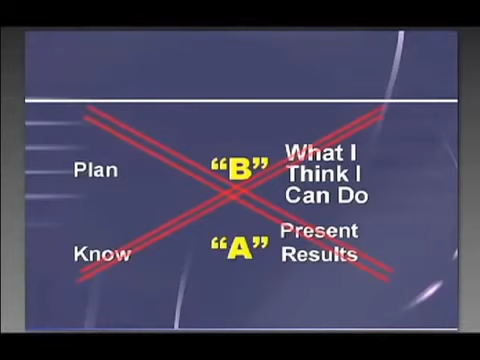 Plan “B” What I
Think I
Can Do
Know “A” Present
Results